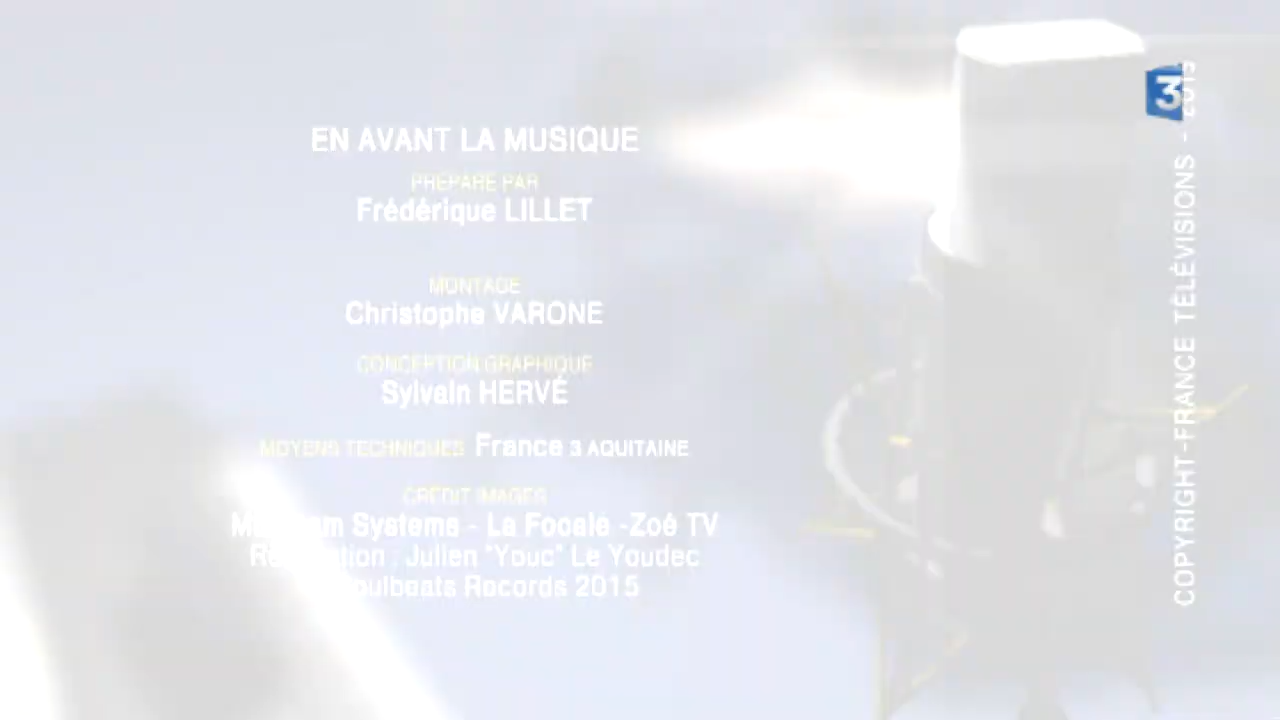 EN AVANT LA MUSIQUE
PRÉPARÉ PAR
Frédérique LILLET
MONTAGE
Christophe VARONE
CONCEPTION GRAPHIQUE
Sylvain HERVÉ
MOYENS TECHNIQUES France 3 AQUITAINE
CRÉDIT IMAGES
Systems - La Focale -Zoé TV
: Julien "Youc" Le Youdec
Records 2015
3
COPYRIGHT-FRANCE TÉLÉVISIONS - 2015